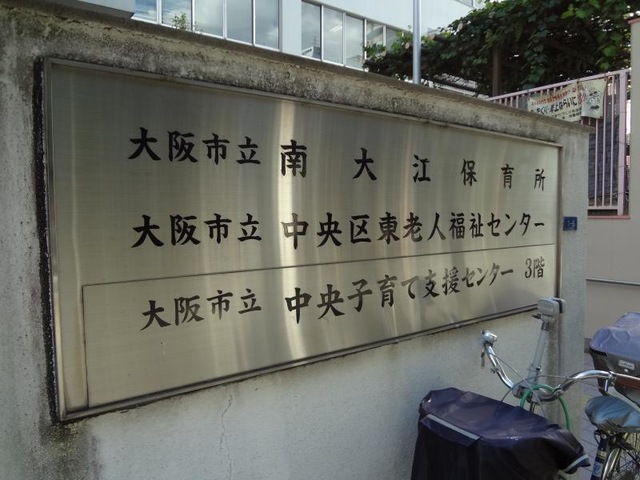 大阪市立 南大江保育所
大阪市立 中央区東老人福祉センター
大阪市立 中央子育て支援センター 3階